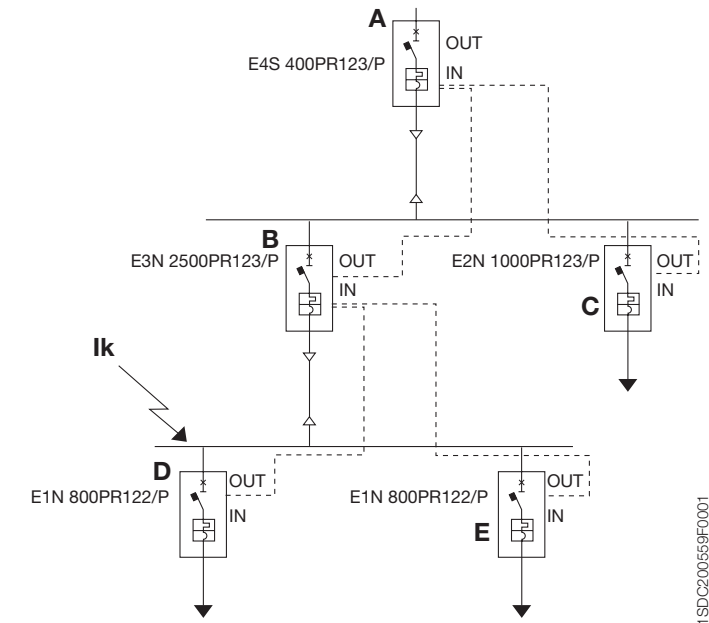 A
OUT
E4S 400PR123/P
IN
B
E3N 2500PR123/P
OUT
IN
E2N 1000PR123/P
OUT
IN
C
Ik
D
OUT
E1N 800PR122/P
IN
E1N 800PR122/P
OUT
IN
E
1SDC200559F0001